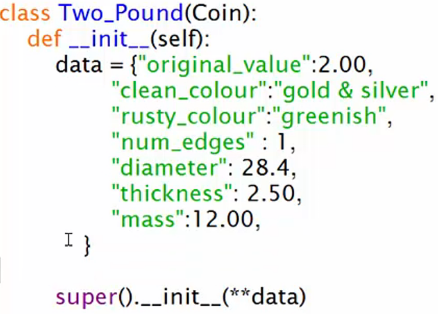 class Two_Pound(Coin):
def __init__(self):
data = {"original_value":2.00,
"clean_colour":"gold & silver",
"rusty_colour":"greenish",
"num_edges" : 1,
"diameter": 28.4,
"thickness": 2.50,
"mass":12.00,
}
super().__init__(**data)